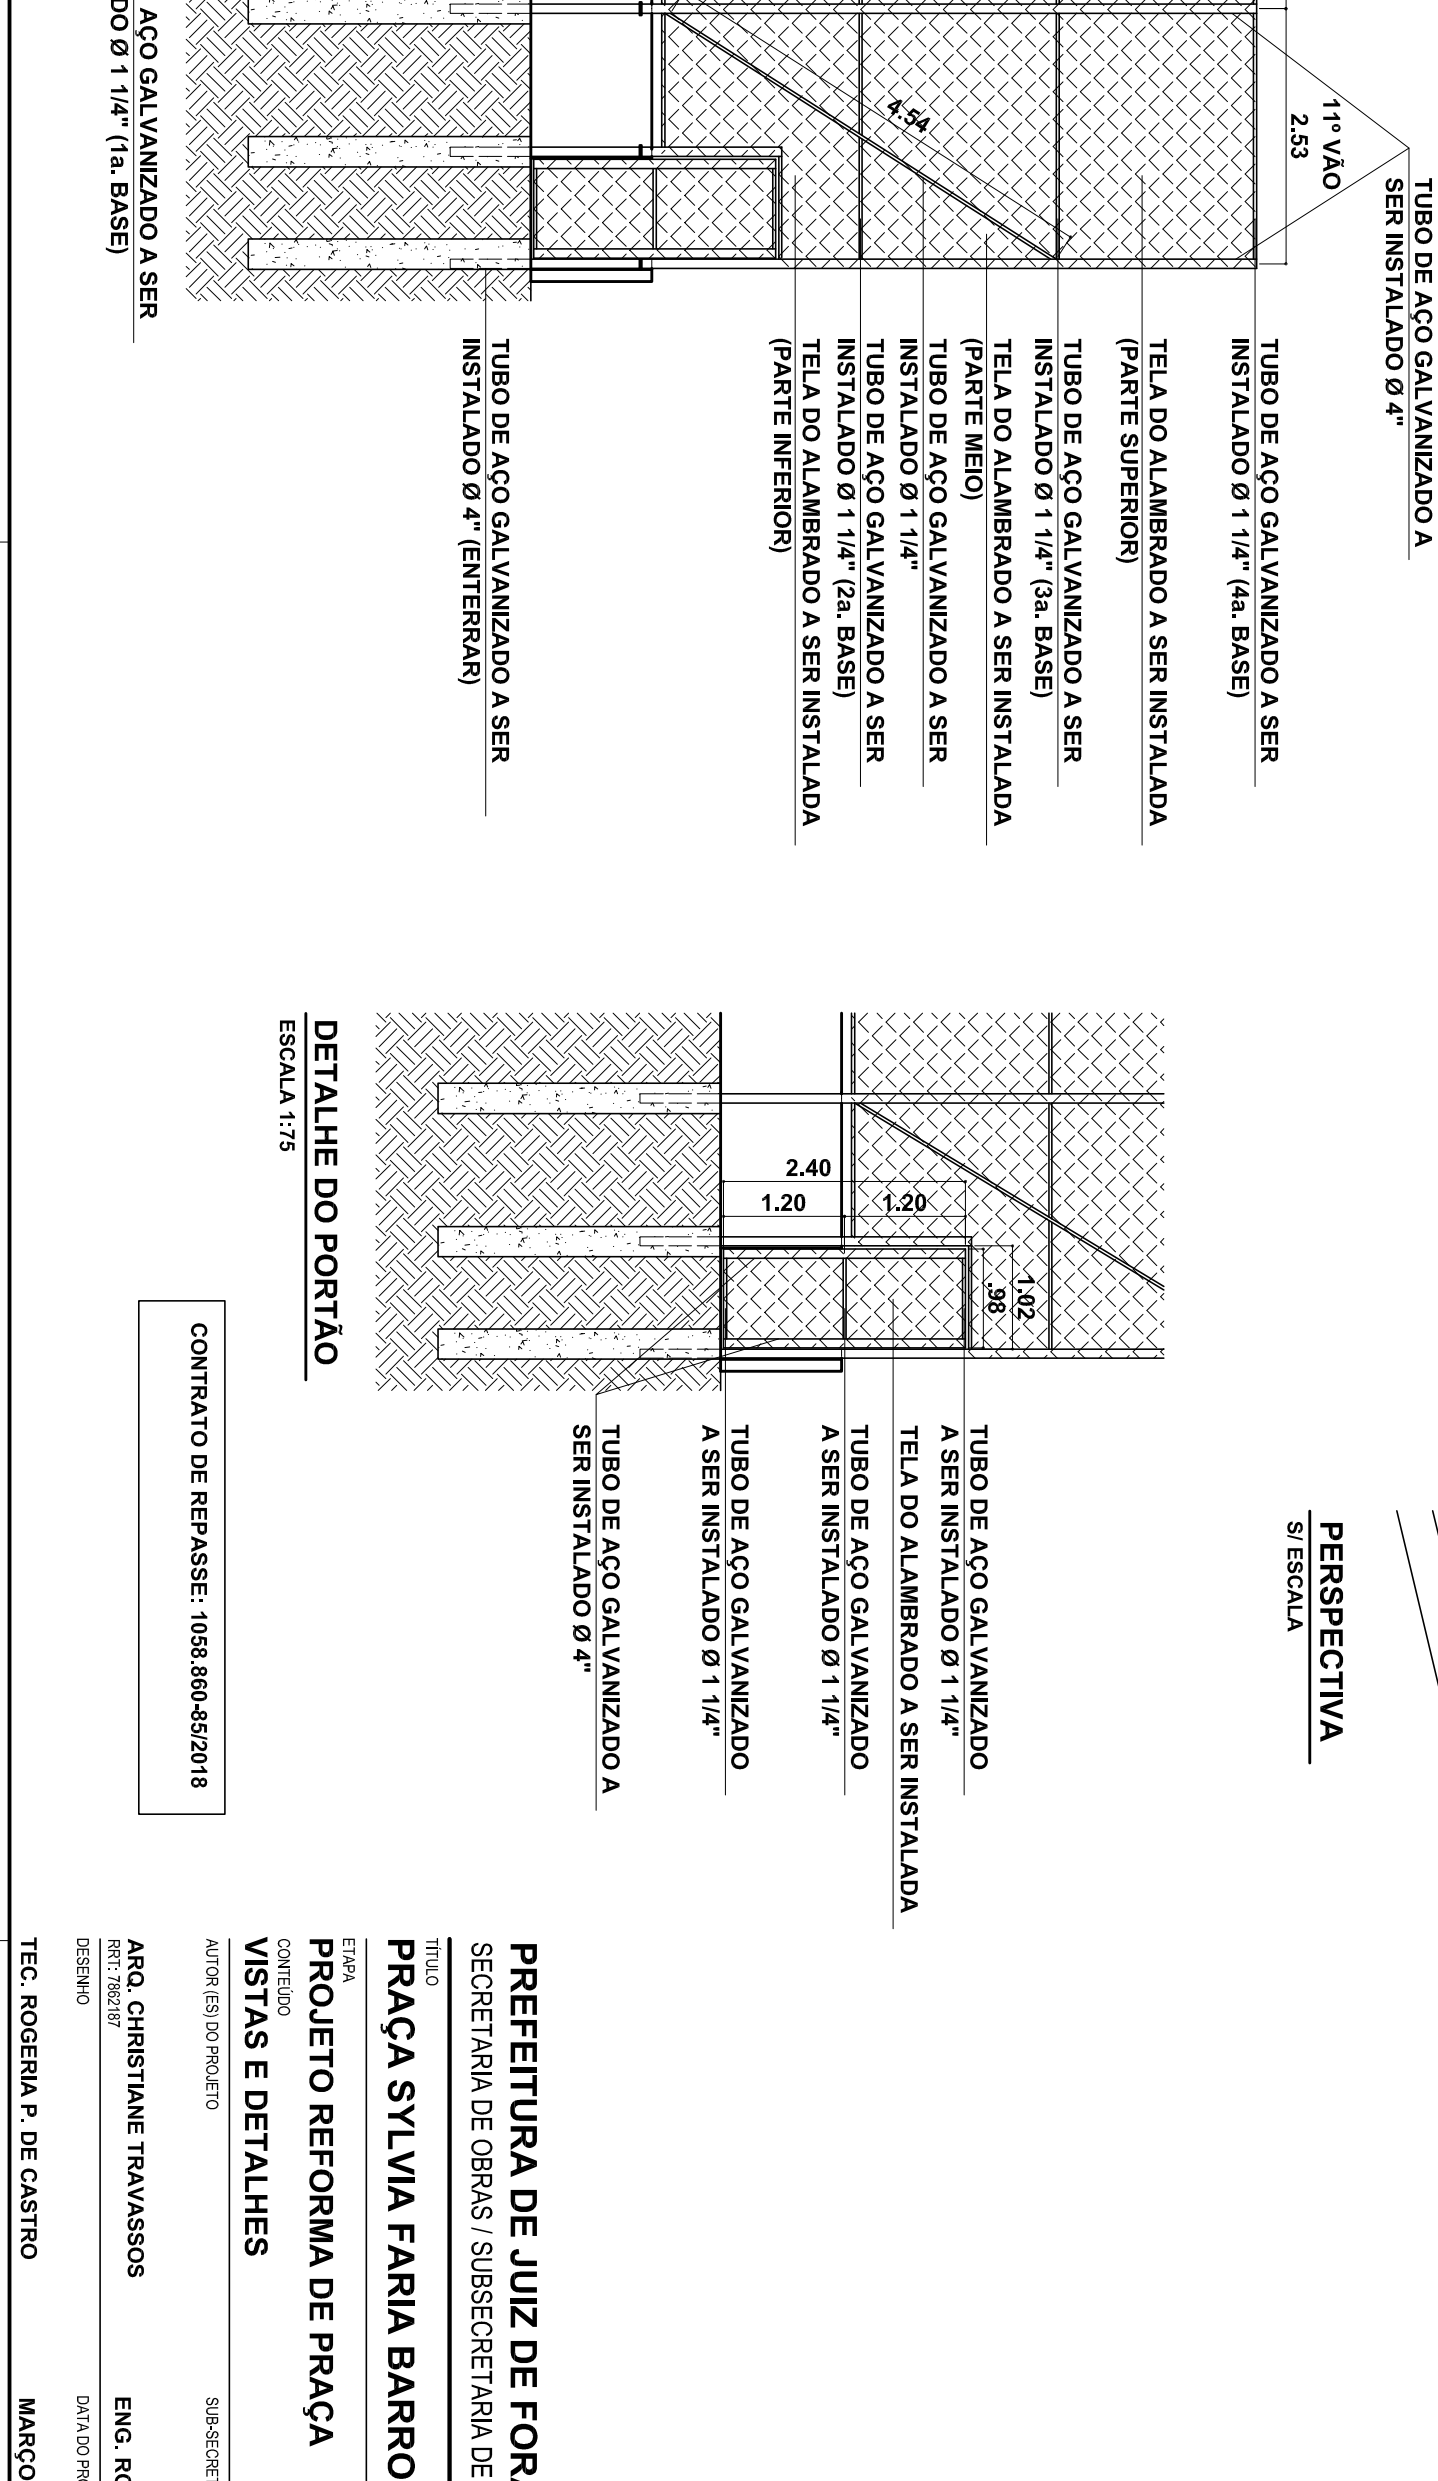 TUBO DE AÇO GALVANIZADO A
SER INSTALADO Ø 4"
11º VÃO
2.53
4.54
TUBO DE AÇO GALVANIZADO A SER
INSTALADO Ø 1 1/4" (4a. BASE)
TELA DO ALAMBRADO A SER INSTALADA
(PARTE SUPERIOR)
TUBO DE AÇO GALVANIZADO A SER
INSTALADO Ø 1 1/4" (3a. BASE)
TELA DO ALAMBRADO A SER INSTALADA
(PARTE MEIO)
TUBO DE AÇO GALVANIZADO A SER
INSTALADO Ø 1 1/4"
TUBO DE AÇO GALVANIZADO A SER
INSTALADO Ø 1 1/4" (2a. BASE)
TELA DO ALAMBRADO A SER INSTALADA
(PARTE INFERIOR)
TUBO DE AÇO GALVANIZADO A SER
INSTALADO Ø 4" (ENTERRAR)
AÇO GALVANIZADO A SER
DO Ø 1 1/4" (1a. BASE)
PERSPECTIVA
S/ ESCALA
2.40
1.20
1.20
1.02
.98
TUBO DE AÇO GALVANIZADO
A SER INSTALADO Ø 1 1/4"
TELA DO ALAMBRADO A SER INSTALADA
TUBO DE AÇO GALVANIZADO
A SER INSTALADO Ø 1 1/4"
TUBO DE AÇO GALVANIZADO
A SER INSTALADO Ø 1 1/4"
TUBO DE AÇO GALVANIZADO A
SER INSTALADO Ø 4"
DETALHE DO PORTÃO
ESCALA 1:75
CONTRATO DE REPASSE: 1058.860-85/2018
PREFEITURA DE JUIZ DE FORA
SECRETARIA DE OBRAS / SUBSECRETARIA DE
TÍTULO
PRAÇA SYLVIA FARIA BARRO
ETAPA
PROJETO REFORMA DE PRAÇA
CONTEÚDO
VISTAS E DETALHES
AUTOR (ES) DO PROJETO
SUB-SECRET
ARQ. CHRISTIANE TRAVASSOS
ENG. RO
RRT: 7862187
DESENHO
DATA DO PRO
TEC. ROGERIA P. DE CASTRO
MARÇO